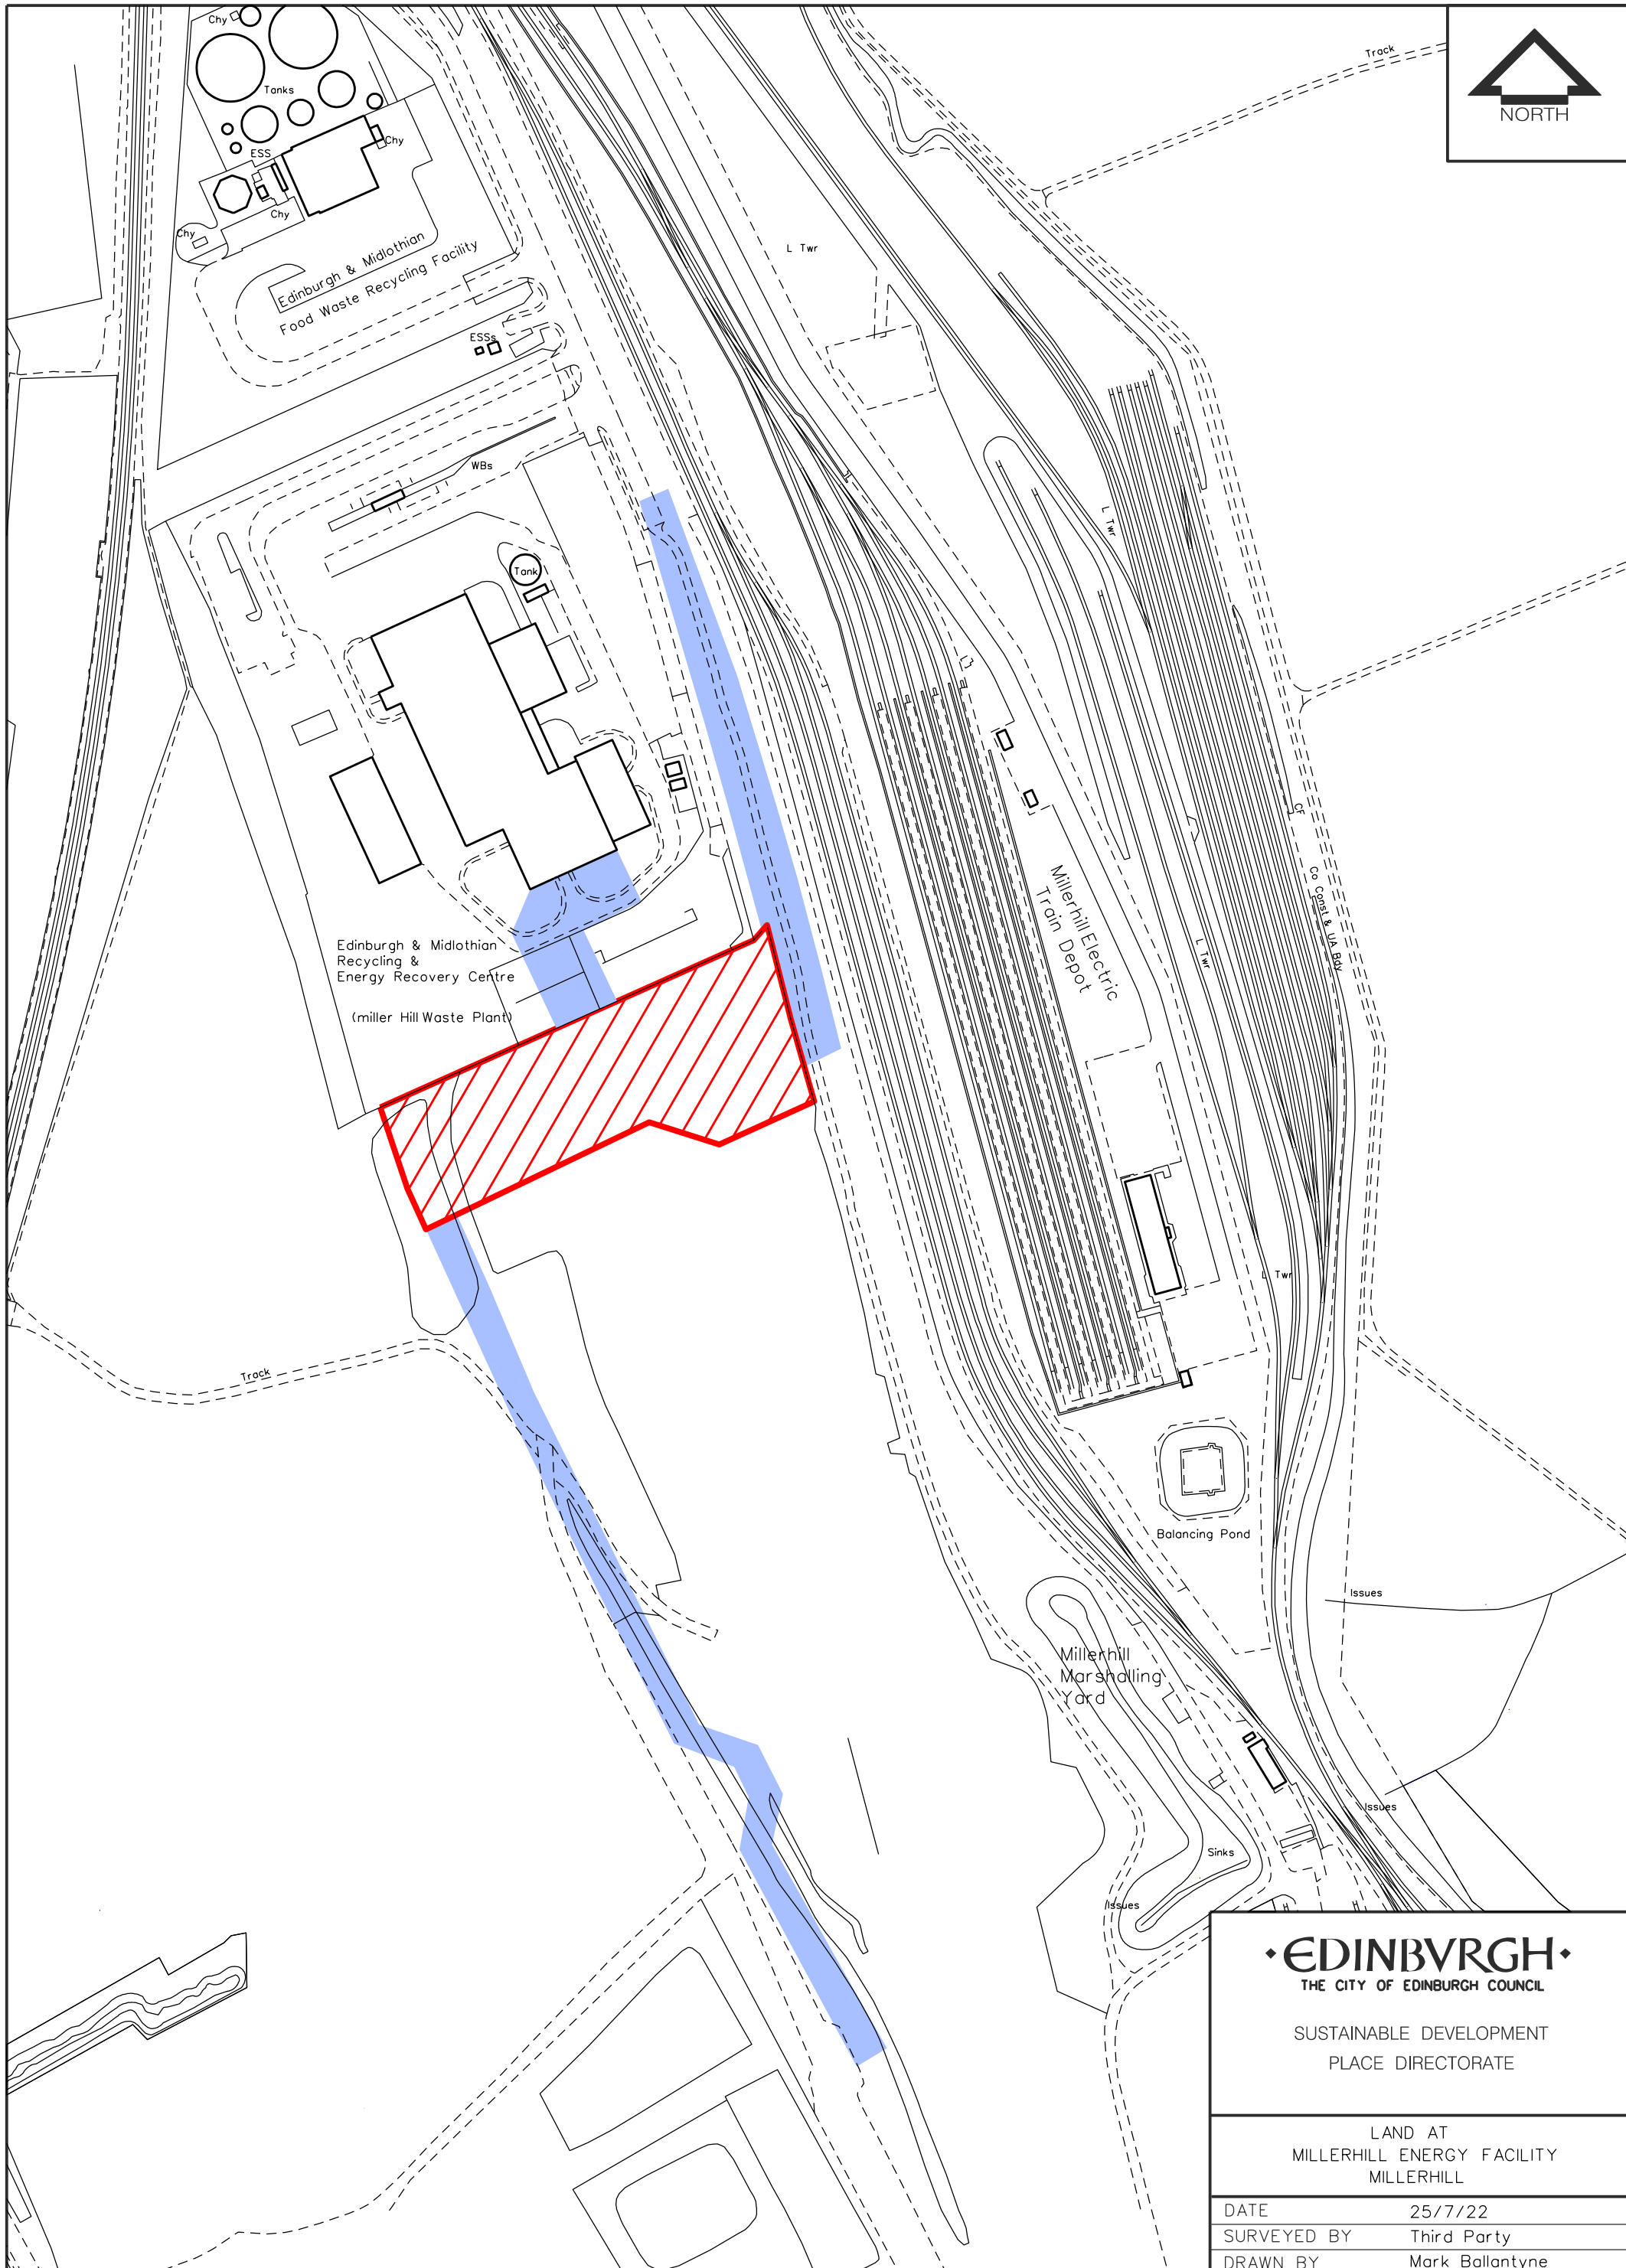 Chy
Tanks
Chy
ESS
Chy
Chy
Edinburgh & Midlothian
Food Waste Recycling Facility
ESSs
WBs
Tank
Track
NORTH
L Twr
L Twr
CF
Co Const & UA Bdy
Millerhill Electric
Train Depot
L Twr
Edinburgh & Midlothian
Recycling &
Energy Recovery Centre
(miller Hill Waste Plant)
L Twr
Track
Balancing Pond
Issues
Millerhill
Marshalling
Yard
Issues
Sinks
Issues
EDINBVRGH
THE CITY OF EDINBURGH COUNCIL
SUSTAINABLE DEVELOPMENT
PLACE DIRECTORATE
LAND AT
MILLERHILL ENERGY FACILITY
MILLERHILL
DATE 25/7/22
SURVEYED BY Third Party
DRAWN BY Mark Ballantyne